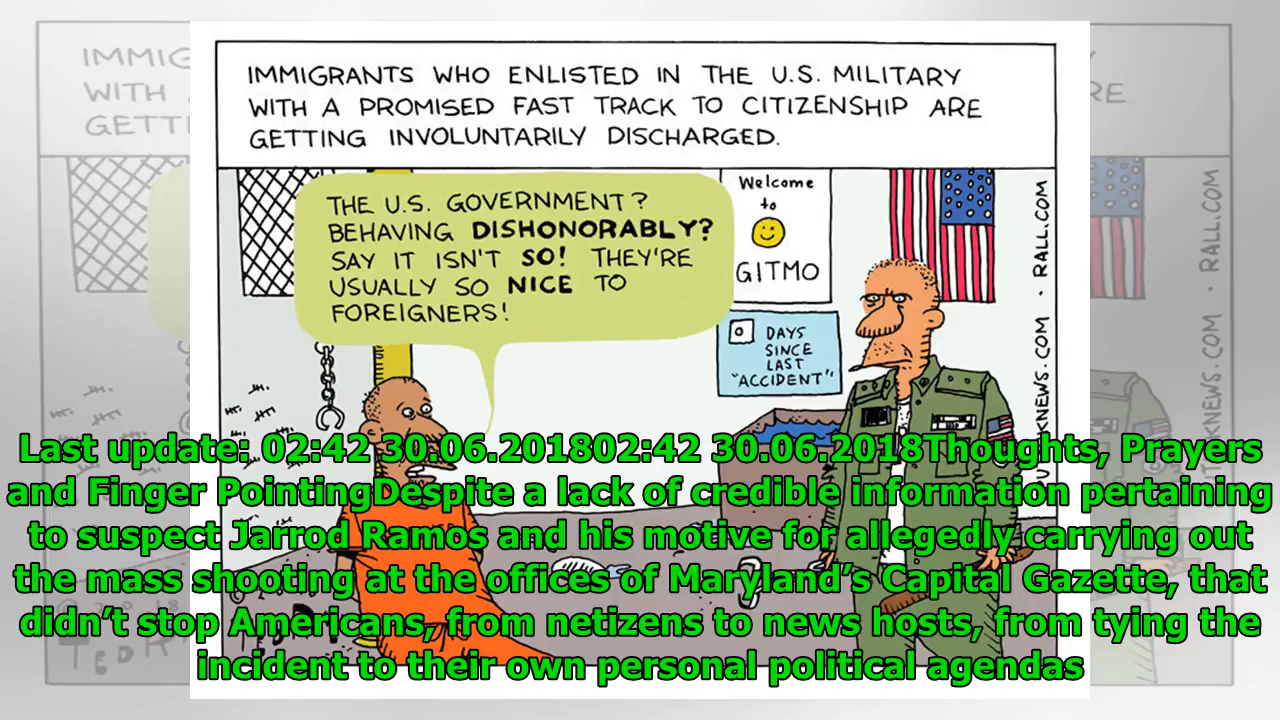 IMMIGRANTS WHO ENLISTED IN THE U.S. MILITARY
WITH A PROMISED FAST TRACK TO CITIZENSHIP ARE
GETTING INVOLUNTARILY DISCHARGED.
THE U.S. GOVERNMENT?
BEHAVING DISHONORABLY?
SAY IT ISN'T SO! THEY'RE
USUALLY SO NICE TO
FOREIGNERS!
Welcome
to
GITMO
0 DAYS
SINCE
LAST
"ACCIDENT"
RALL.COM
Last update: 02:42 30.06.201802:42 30.06.2018Thoughts, Prayers
and Finger PointingDespite a lack of credible information pertaining
to suspect Jarrod Ramos and his motive for allegedly carrying out
the mass shooting at the offices of Maryland’s Capital Gazette, that
didn’t stop Americans, from netizens to news hosts, from tying the
incident to their own personal political agendas